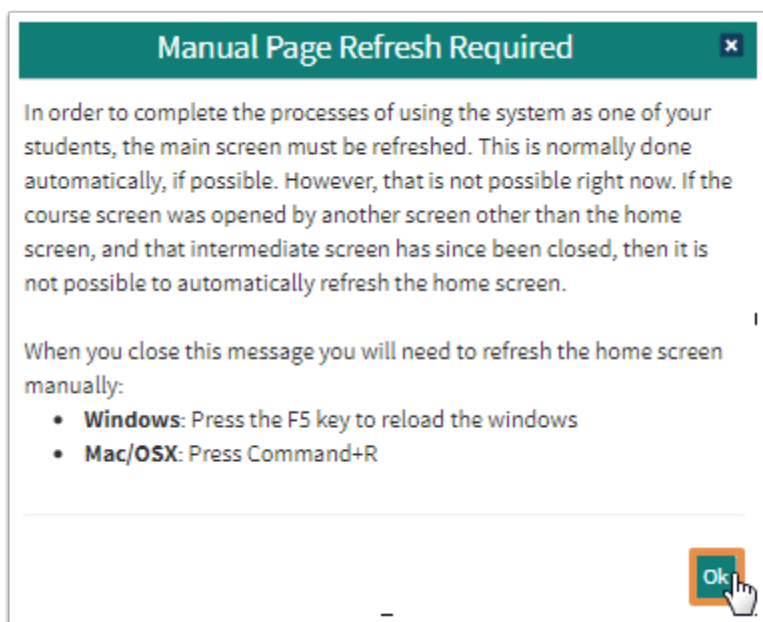 Manual Page Refresh Required
In order to complete the processes of using the system as one of your
students, the main screen must be refreshed. This is normally done
automatically, if possible. However, that is not possible right now. If the
course screen was opened by another screen other than the home
screen, and that intermediate screen has since been closed, then it is
not possible to automatically refresh the home screen.
When you close this message you will need to refresh the home screen
manually:
• Windows: Press the F5 key to reload the windows
• Mac/OSX: Press Command+R
Ok